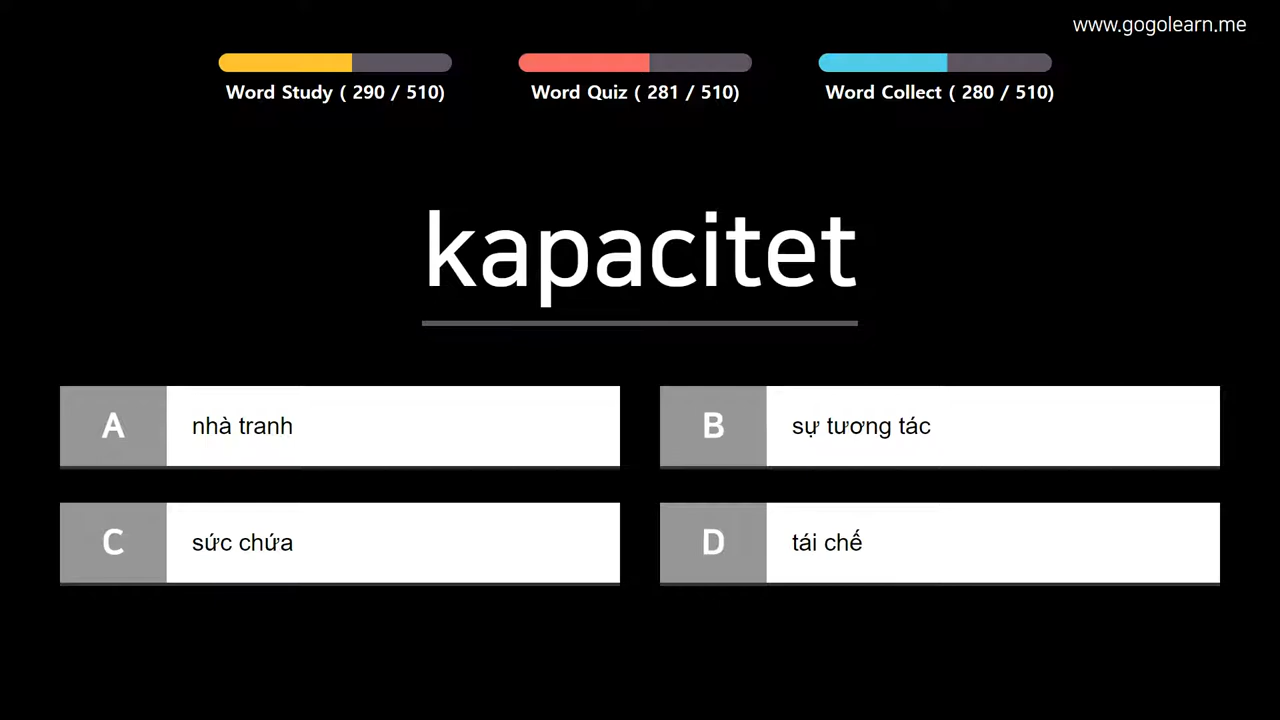 www.gogolearn.me
Word Study ( 290 / 510)
Word Quiz ( 281 / 510)
Word Collect ( 280 / 510)
kapacitet
A nhà tranh
B sự tương tác
C sức chứa
D tái chế